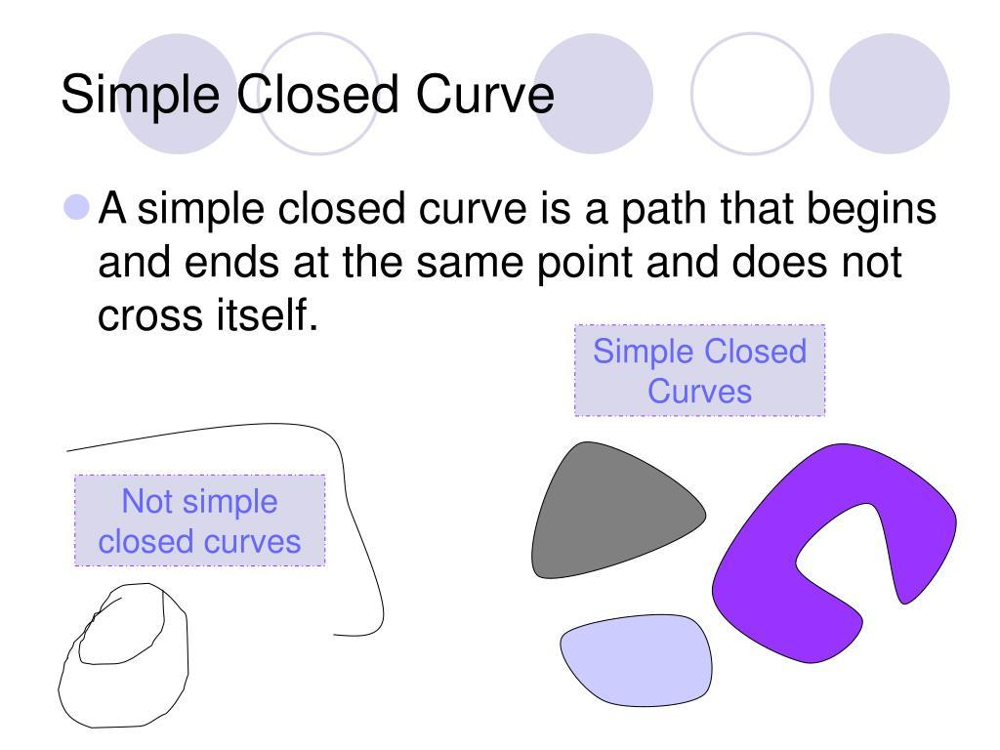 Simple Closed Curve
A simple closed curve is a path that begins
and ends at the same point and does not
cross itself.
Simple Closed
Curves
Not simple
closed curves